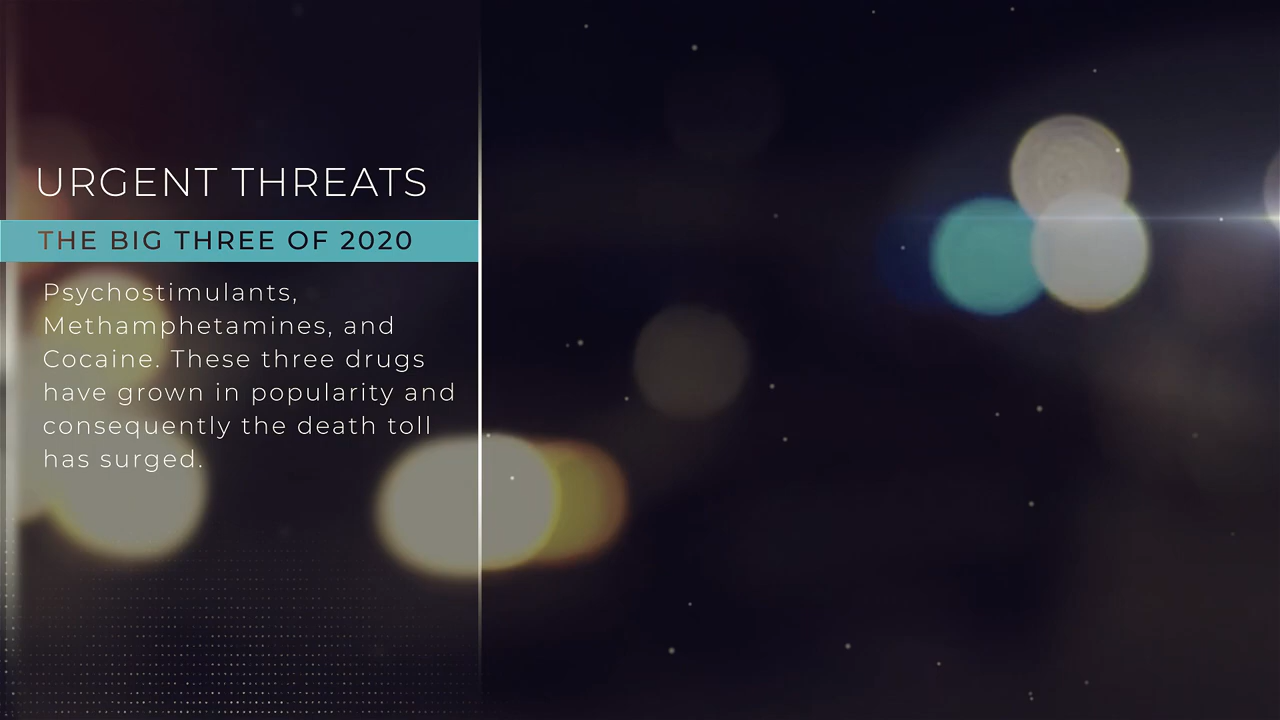 URGENT THREATS
THE BIG THREE OF 2020
Psychostimulants,
Methamphetamines, and
Cocaine. These three drugs
have grown in popularity and
consequently the death toll
has surged.